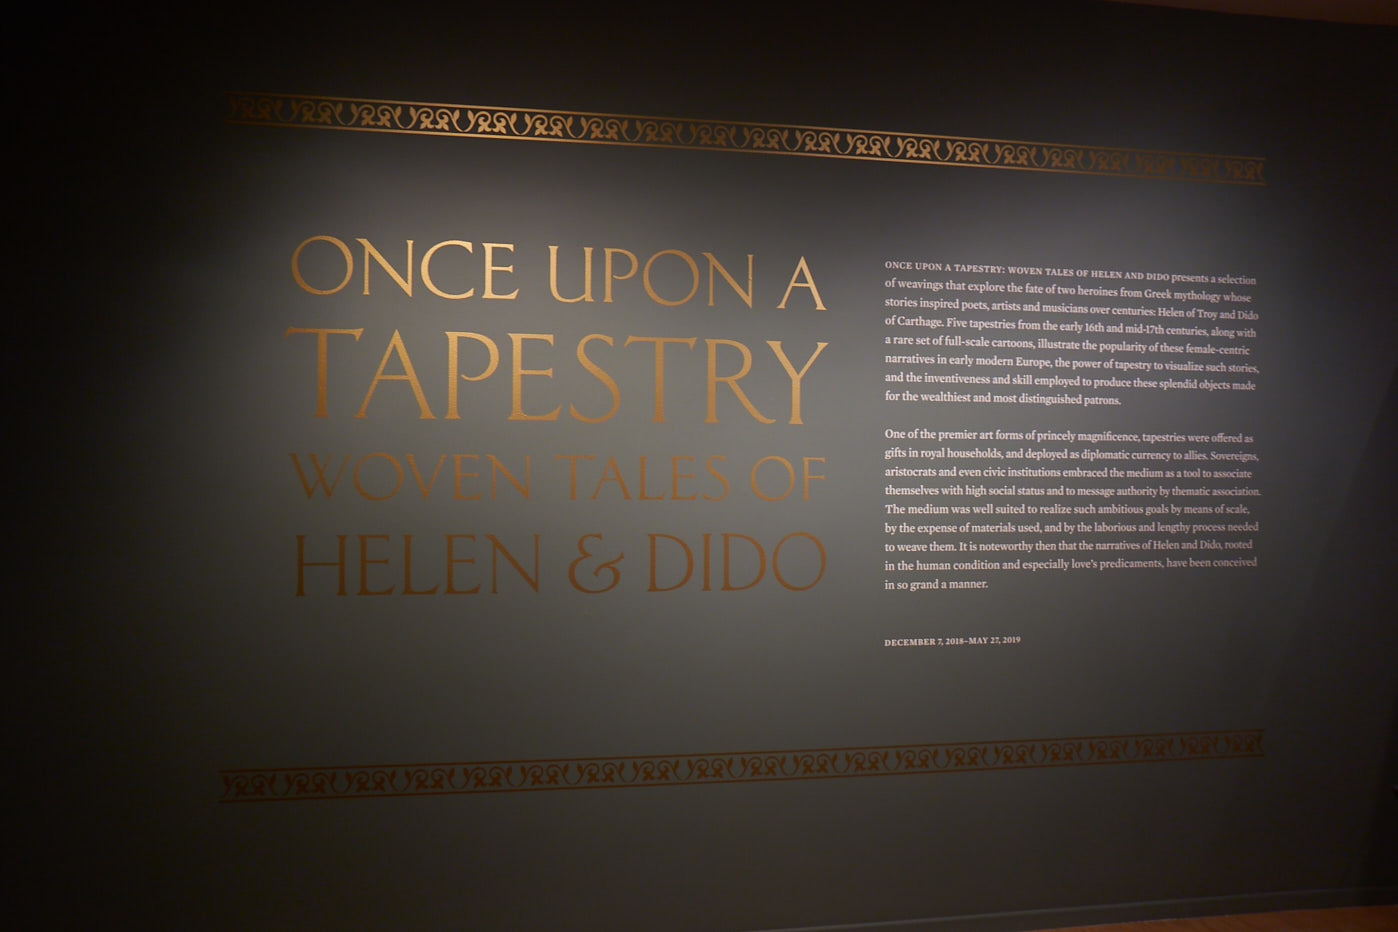 ONCE UPON A
TAPESTRY
WOVEN TALES OF
HELEN & DIDO
ONCE UPON A TAPESTRY: WOVEN TALES OF HELEN AND DIDO presents a selection
of weavings that explore the fate of two heroines from Greek mythology whose
stories inspired poets, artists and musicians over centuries: Helen of Troy and Dido
of Carthage. Five tapestries from the early 16th and mid-17th centuries, along with
a rare set of full-scale cartoons, illustrate the popularity of these female-centric
narratives in early modern Europe, the power of tapestry to visualize such stories,
and the inventiveness and skill employed to produce these splendid objects made
for the wealthiest and most distinguished patrons.
One of the premier art forms of princely magnificence, tapestries were offered as
gifts in royal households, and deployed as diplomatic currency to allies. Sovereigns,
aristocrats and even civic institutions embraced the medium as a tool to associate
themselves with high social status and to message authority by thematic association.
The medium was well suited to realize such ambitious goals by means of scale,
by the expense of materials used, and by the laborious and lengthy process needed
to weave them. It is noteworthy then that the narratives of Helen and Dido, rooted
in the human condition and especially love's predicaments, have been conceived
in so grand a manner.
DECEMBER 7, 2018–MAY 27, 2019